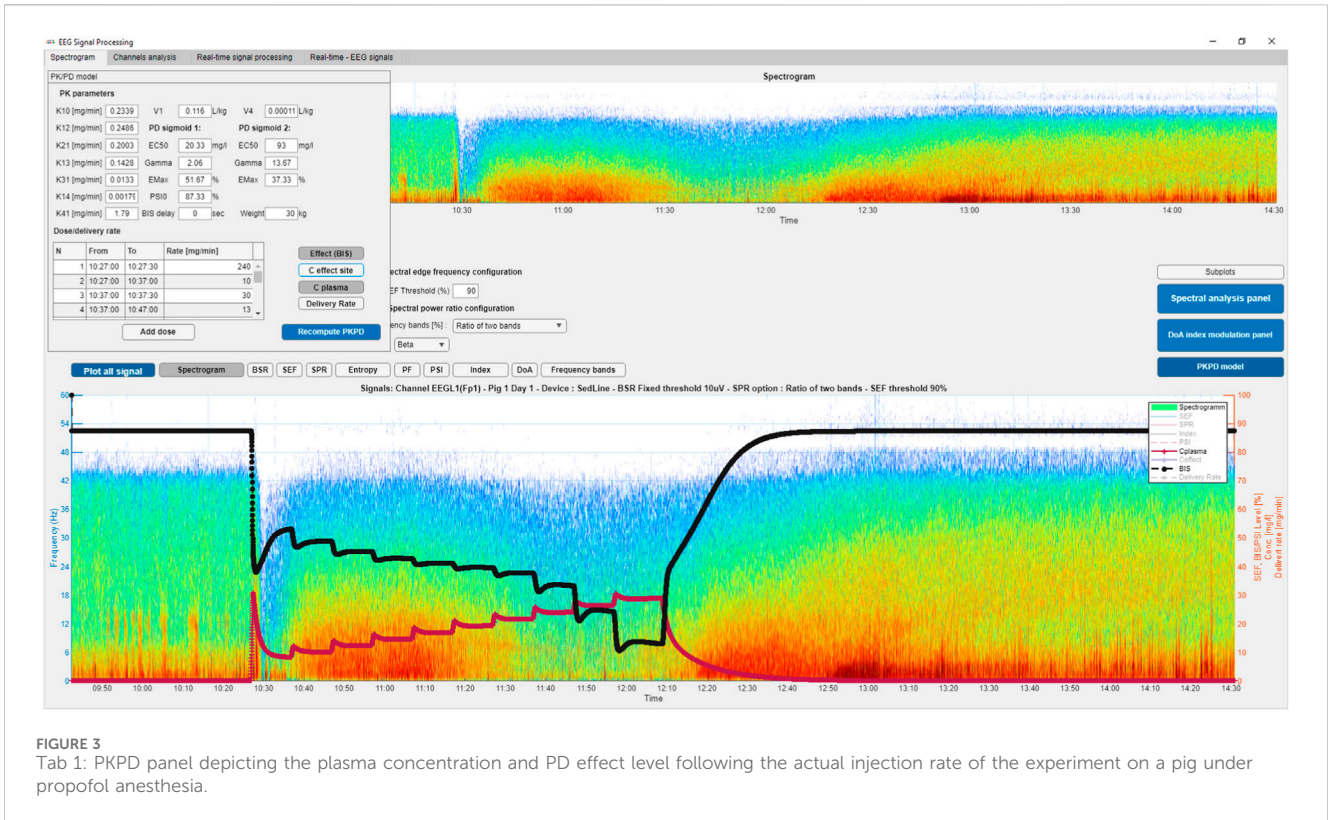 EEG Signal Processing
Spectrogram Channels analysis Real-time signal processing Real-time - EEG signals
PK/PD model
PK parameters
K10 [mg/min] 0.2339 V1 0.116 L/kg V4 0.00011 L/kg
K12 [mg/min] 0.2486 PD sigmoid 1: PD sigmoid 2:
K21 [mg/min] 0.2003 EC50 20.33 mg/l EC50 93 mg/l
K13 [mg/min] 0.1428 Gamma 2.06 Gamma 13.67
K31 [mg/min] 0.0133 EMax 51.67 % EMax 37.33 %
K14 [mg/min] 0.00179 PSI0 87.33 %
K41 [mg/min] 1.79 BIS delay 0 sec Weight 30 kg
Dose/delivery rate
N From To Rate [mg/min]
1 10:27:00 10:27:30 240
2 10:27:00 10:37:00 10
3 10:37:00 10:37:30 30
4 10:37:00 10:47:00 13
Effect (BIS)
C effect site
C plasma
Delivery Rate
Add dose Recompute PKPD
Spectrogram
10:30 11:00 11:30 12:00 12:30 13:00 13:30 14:00 14:30
Time
ectral edge frequency configuration
EF Threshold (%) 90
Spectral power ratio configuration
ency bands [%] : Ratio of two bands
Beta
Subplots
Spectral analysis panel
DoA index modulation panel
PKPD model
Plot all signal Spectrogram BSR SEF SPR Entropy PF PSI Index DoA Frequency bands
Signals: Channel EEGL1(Fp1) - Pig 1 Day 1 - Device : SedLine - BSR Fixed threshold 10uV - SPR option : Ratio of two bands - SEF threshold 90%
60
54
48
42
36
30
24
18
12
6
0
Frequency (Hz)
Spectrogramm
SEF
SPR
Index
PSI
Cplasma
Ceffect
BIS
Delivery Rate
100
90
80
70
60
50
40
30
20
10
0
SEF, BIS/PSI Level [%]
Conc. [mg/l]
Delivert rate [mg/min]
09:50 10:00 10:10 10:20 10:30 10:40 10:50 11:00 11:10 11:20 11:30 11:40 11:50 12:00 12:10 12:20 12:30 12:40 12:50 13:00 13:10 13:20 13:30 13:40 13:50 14:00 14:10 14:20 14:30
Time
FIGURE 3
Tab 1: PKPD panel depicting the plasma concentration and PD effect level following the actual injection rate of the experiment on a pig under
propofol anesthesia.